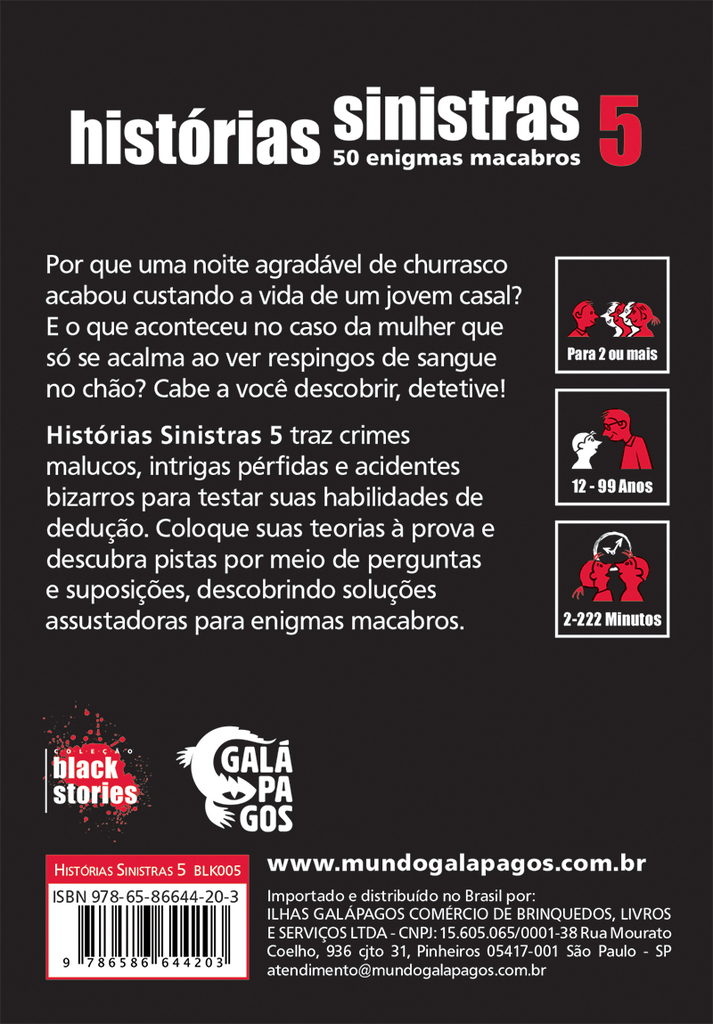 histórias sinistras 5
50 enigmas macabros
Por que uma noite agradável de churrasco
acabou custando a vida de um jovem casal?
E o que aconteceu no caso da mulher que
só se acalma ao ver respingos de sangue
no chão? Cabe a você descobrir, detetive!
Histórias Sinistras 5 traz crimes
malucos, intrigas pérfidas e acidentes
bizarros para testar suas habilidades de
dedução. Coloque suas teorias à prova e
descubra pistas por meio de perguntas
e suposições, descobrindo soluções
assustadoras para enigmas macabros.
Para 2 ou mais
12 - 99 Anos
2-222 Minutos
COLEÇÃO
black
stories
GALÁ
PA
GOS
Histórias Sinistras 5 BLK005
ISBN 978-65-86644-20-3
9 786586 644203
www.mundogalapagos.com.br
Importado e distribuído no Brasil por:
ILHAS GALÁPAGOS COMÉRCIO DE BRINQUEDOS, LIVROS
E SERVIÇOS LTDA - CNPJ: 15.605.065/0001-38 Rua Mourato
Coelho, 936 cjto 31, Pinheiros 05417-001 São Paulo - SP
atendimento@mundogalapagos.com.br